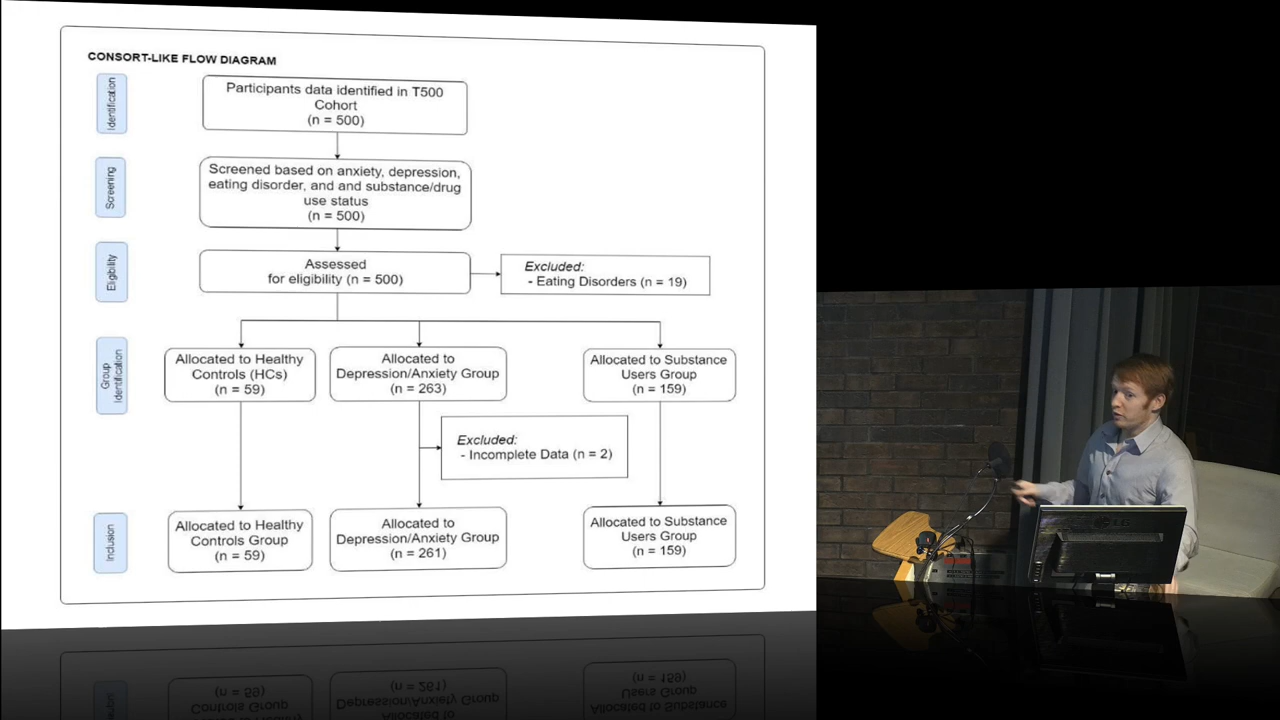 CONSORT-LIKE FLOW DIAGRAM
Identification
Participants data identified in T500
Cohort
(n = 500)
Screening
Screened based on anxiety, depression,
eating disorder, and and substance/drug
use status
(n = 500)
Eligibility
Assessed
for eligibility (n = 500)
Excluded:
- Eating Disorders (n = 19)
Group
Identification
Allocated to Healthy
Controls (HCs)
(n = 59)
Allocated to
Depression/Anxiety Group
(n = 263)
Allocated to Substance
Users Group
(n = 159)
Excluded:
- Incomplete Data (n = 2)
Inclusion
Allocated to Healthy
Controls Group
(n = 59)
Allocated to
Depression/Anxiety Group
(n = 261)
Allocated to Substance
Users Group
(n = 159)
LG